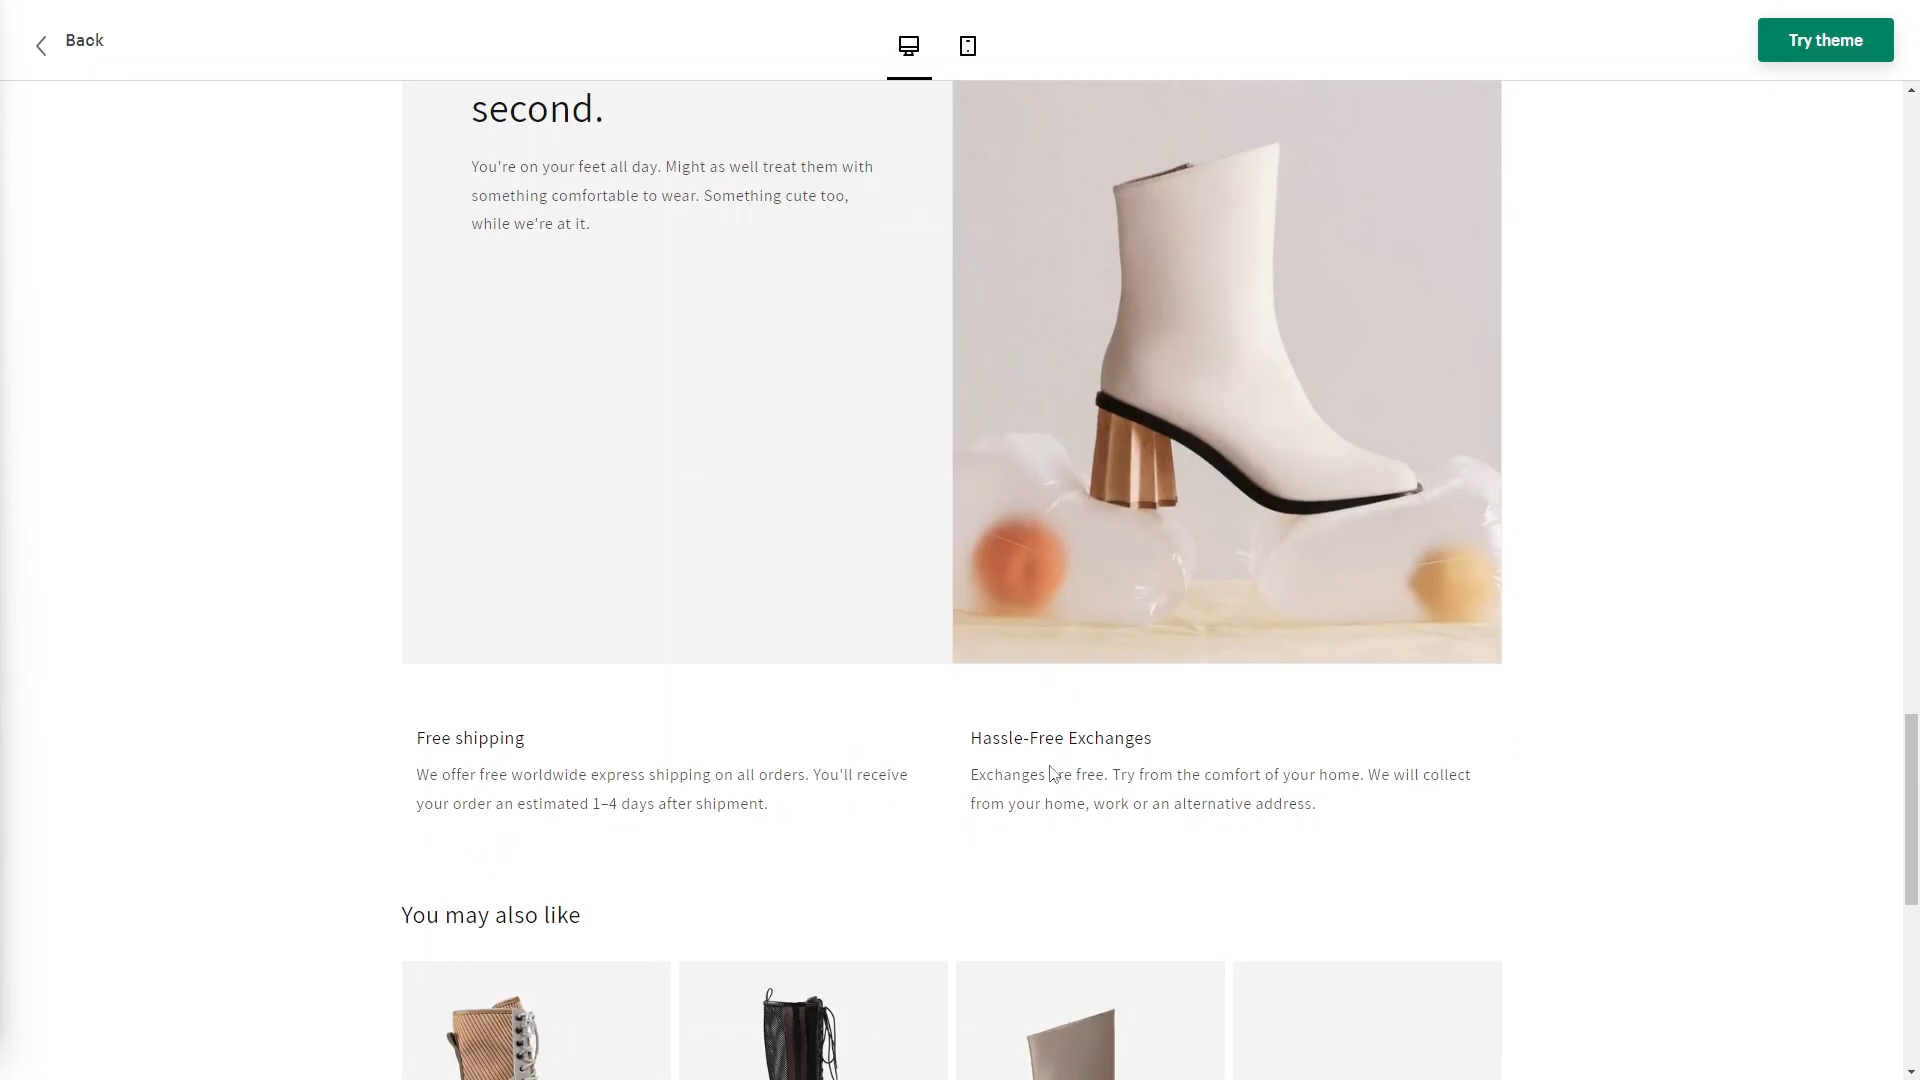 Back
Try theme
second.
You're on your feet all day. Might as well treat them with
something comfortable to wear. Something cute too,
while we're at it.
Free shipping
We offer free worldwide express shipping on all orders. You'll receive
your order an estimated 1–4 days after shipment.
Hassle-Free Exchanges
Exchanges are free. Try from the comfort of your home. We will collect
from your home, work or an alternative address.
You may also like